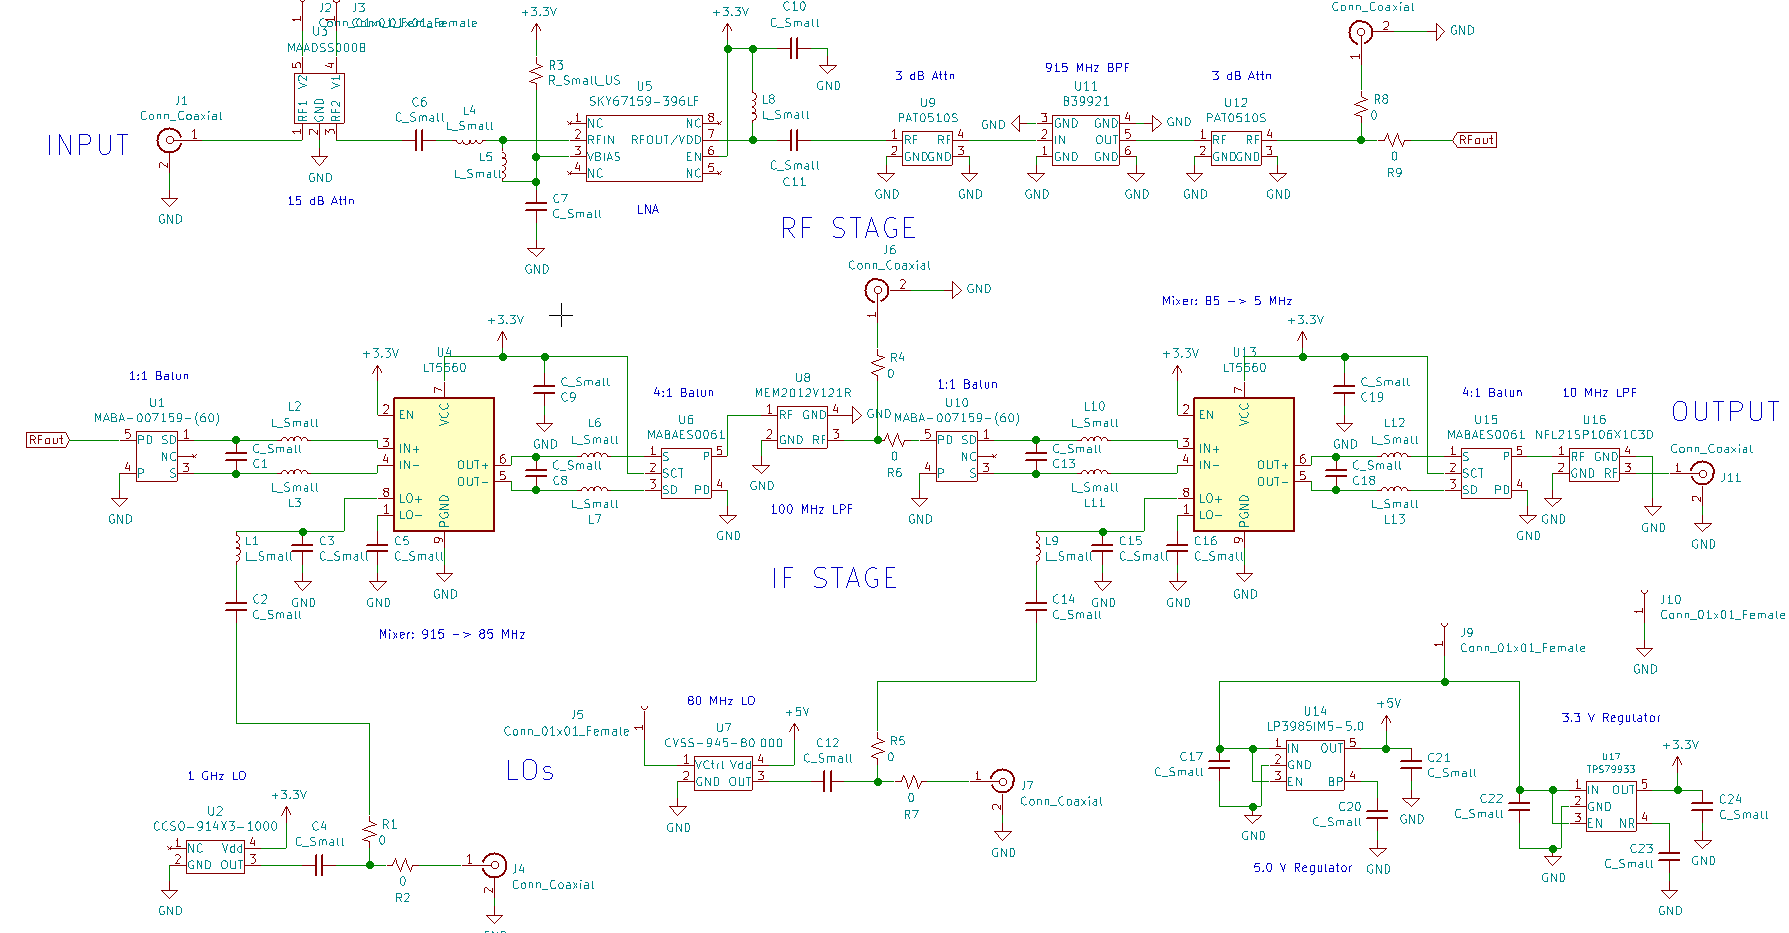 J2 J3
U3
MAADSS0008
V2 V1
5 4
RF1 GND RF2
1 2 3
INPUT
J1
Conn_Coaxial
1
2
GND
GND
15 dB Attn
C6
C_Small
L4
L_Small
L5
L_Small
+3.3V
R3
R_Small_US
U5
SKY67159-396LF
1 NC NC 8
2 RFIN RFOUT/VDD 7
3 VBIAS EN 6
4 NC NC 5
LNA
C7
C_Small
GND
+3.3V
C10
C_Small
GND
L8
L_Small
C_Small
C11
3 dB Attn
U9
PAT0510S
1 RF RF 4
2 GND GND 3
GND GND
915 MHz BPF
U11
B39921
GND 3 GND GND 4 GND
2 IN OUT 5
1 GND GND 6
GND GND
3 dB Attn
U12
PAT0510S
1 RF RF 4
2 GND GND 3
GND GND
Conn_Coaxial
2 GND
1
R8
0
0
R9
RFout
RF STAGE
RFout
1:1 Balun
U1
MABA-007159-(60)
5 PD SD 1
NC 2
4 P S 3
GND
C_Small
C1
L2
L_Small
L_Small
L3
+3.3V
U4
LT5560
+3.3V
2 EN
VCC 7
3 IN+
4 IN-
OUT+ 6
OUT- 5
8 LO+
1 LO-
PGND 9
GND
C_Small
C9
GND
L6
L_Small
C_Small
C8
L_Small
L7
4:1 Balun
U6
MABAES0061
1 S P 5
2 SCT
3 SD PD 4
GND
U8
MEM2012V121R
1 RF GND 4 GND
2 GND RF 3
GND
100 MHz LPF
J6
Conn_Coaxial
2 GND
1
R4
0
0
R6
1:1 Balun
U10
MABA-007159-(60)
5 PD SD 1
NC 2
4 P S 3
GND
C_Small
C13
L10
L_Small
L_Small
L11
Mixer: 85 -> 5 MHz
+3.3V
+3.3V
U13
LT5560
2 EN
VCC 7
3 IN+
4 IN-
OUT+ 6
OUT- 5
8 LO+
1 LO-
PGND 9
GND
C_Small
C19
GND
L12
L_Small
C_Small
C18
L_Small
L13
4:1 Balun
U15
MABAES0061
1 S P 5
2 SCT
3 SD PD 4
GND
10 MHz LPF
U16
NFL21SP106X1C3D
1 RF GND 4
2 GND RF 3
GND
GND
OUTPUT
Conn_Coaxial
1 J11
2
GND
L1
L_Small
C3
C_Small
GND
C5
C_Small
GND
C2
C_Small
Mixer: 915 -> 85 MHz
IF STAGE
L9
L_Small
C15
C_Small
GND
C16
C_Small
GND
C14
C_Small
1 GHz LO
U2
CCSO-914X3-1000
+3.3V
1 NC Vdd 4
2 GND OUT 3
GND
C4
C_Small
R1
0
0
R2
1 J4
2 Conn_Coaxial
LOs
J5
Conn_01x01_Female
1
80 MHz LO
U7
CVSS-945-80.000
+5V
1 VCtrl Vdd 4
2 GND OUT 3
GND
C12
C_Small
R5
0
0
R7
1 J7
2 Conn_Coaxial
GND
J9
1 Conn_01x01_Female
J10
1 Conn_01x01_Female
GND
C17
C_Small
U14
LP3985IM5-5.0
1 IN OUT 5
2 GND
3 EN BP 4
GND
+5V
C21
C_Small
GND
C20
C_Small
GND
5.0 V Regulator
3.3 V Regulator
U17
TPS79933
1 IN OUT 5
2 GND
3 EN NR 4
+3.3V
C22
C_Small
GND
C24
C_Small
GND
C23
C_Small
GND